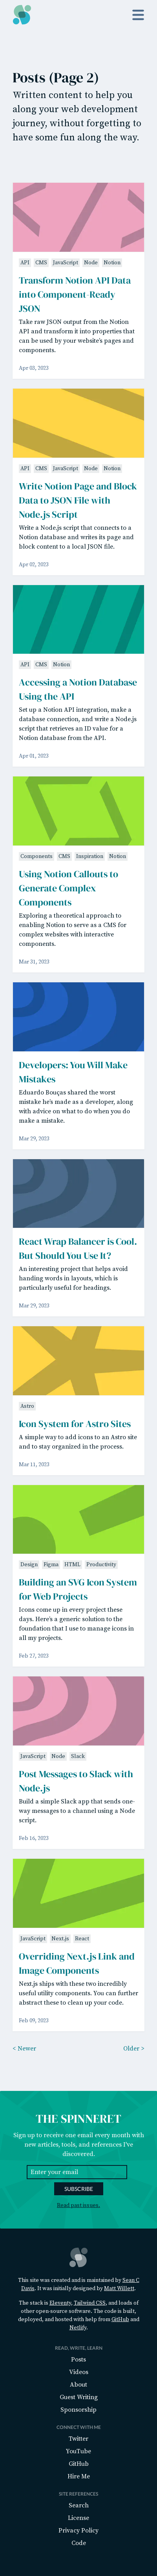 Posts (Page 2)
Written content to help you
along your web development
journey, without forgetting to
have some fun along the way.
API CMS JavaScript Node Notion
Transform Notion API Data
into Component-Ready
JSON
Take raw JSON output from the Notion
API and transform it into properties that
can be used by your website's pages and
components.
Apr 03, 2023
API CMS JavaScript Node Notion
Write Notion Page and Block
Data to JSON File with
Node.js Script
Write a Node.js script that connects to a
Notion database and writes its page and
block content to a local JSON file.
Apr 02, 2023
API CMS Notion
Accessing a Notion Database
Using the API
Set up a Notion API integration, make a
database connection, and write a Node.js
script that retrieves an ID value for a
Notion database from the API.
Apr 01, 2023
Components CMS Inspiration Notion
Using Notion Callouts to
Generate Complex
Components
Exploring a theoretical approach to
enabling Notion to serve as a CMS for
complex websites with interactive
components.
Mar 31, 2023
Developers: You Will Make
Mistakes
Eduardo Bouças shared the worst
mistake he's made as a developer, along
with advice on what to do when you do
make a mistake.
Mar 29, 2023
React Wrap Balancer is Cool.
But Should You Use It?
An interesting project that helps avoid
handing words in layouts, which is
particularly useful for headings.
Mar 29, 2023
Astro
Icon System for Astro Sites
A simple way to add icons to an Astro site
and to stay organized in the process.
Mar 11, 2023
Design Figma HTML Productivity
Building an SVG Icon System
for Web Projects
Icons come up in every project these
days. Here's a generic solution to the
foundation that I use to manage icons in
all my projects.
Feb 27, 2023
JavaScript Node Slack
Post Messages to Slack with
Node.js
Build a simple Slack app that sends one-
way messages to a channel using a Node
script.
Feb 16, 2023
JavaScript Next.js React
Overriding Next.js Link and
Image Components
Next.js ships with these two incredibly
useful utility components. You can further
abstract these to clean up your code.
Feb 09, 2023
< Newer Older >
THE SPINNERET
Sign up to receive one email every month with
new articles, tools, and references I've
discovered.
Enter your email
SUBSCRIBE
Read past issues.
This site was created and is maintained by Sean C
Davis. It was initially designed by Matt Willett.
The stack is Eleventy, Tailwind CSS, and loads of
other open-source software. The code is built,
deployed, and hosted with help from GitHub and
Netlify.
READ, WRITE, LEARN
Posts
Videos
About
Guest Writing
Sponsorship
CONNECT WITH ME
Twitter
YouTube
GitHub
Hire Me
SITE REFERENCES
Search
License
Privacy Policy
Code